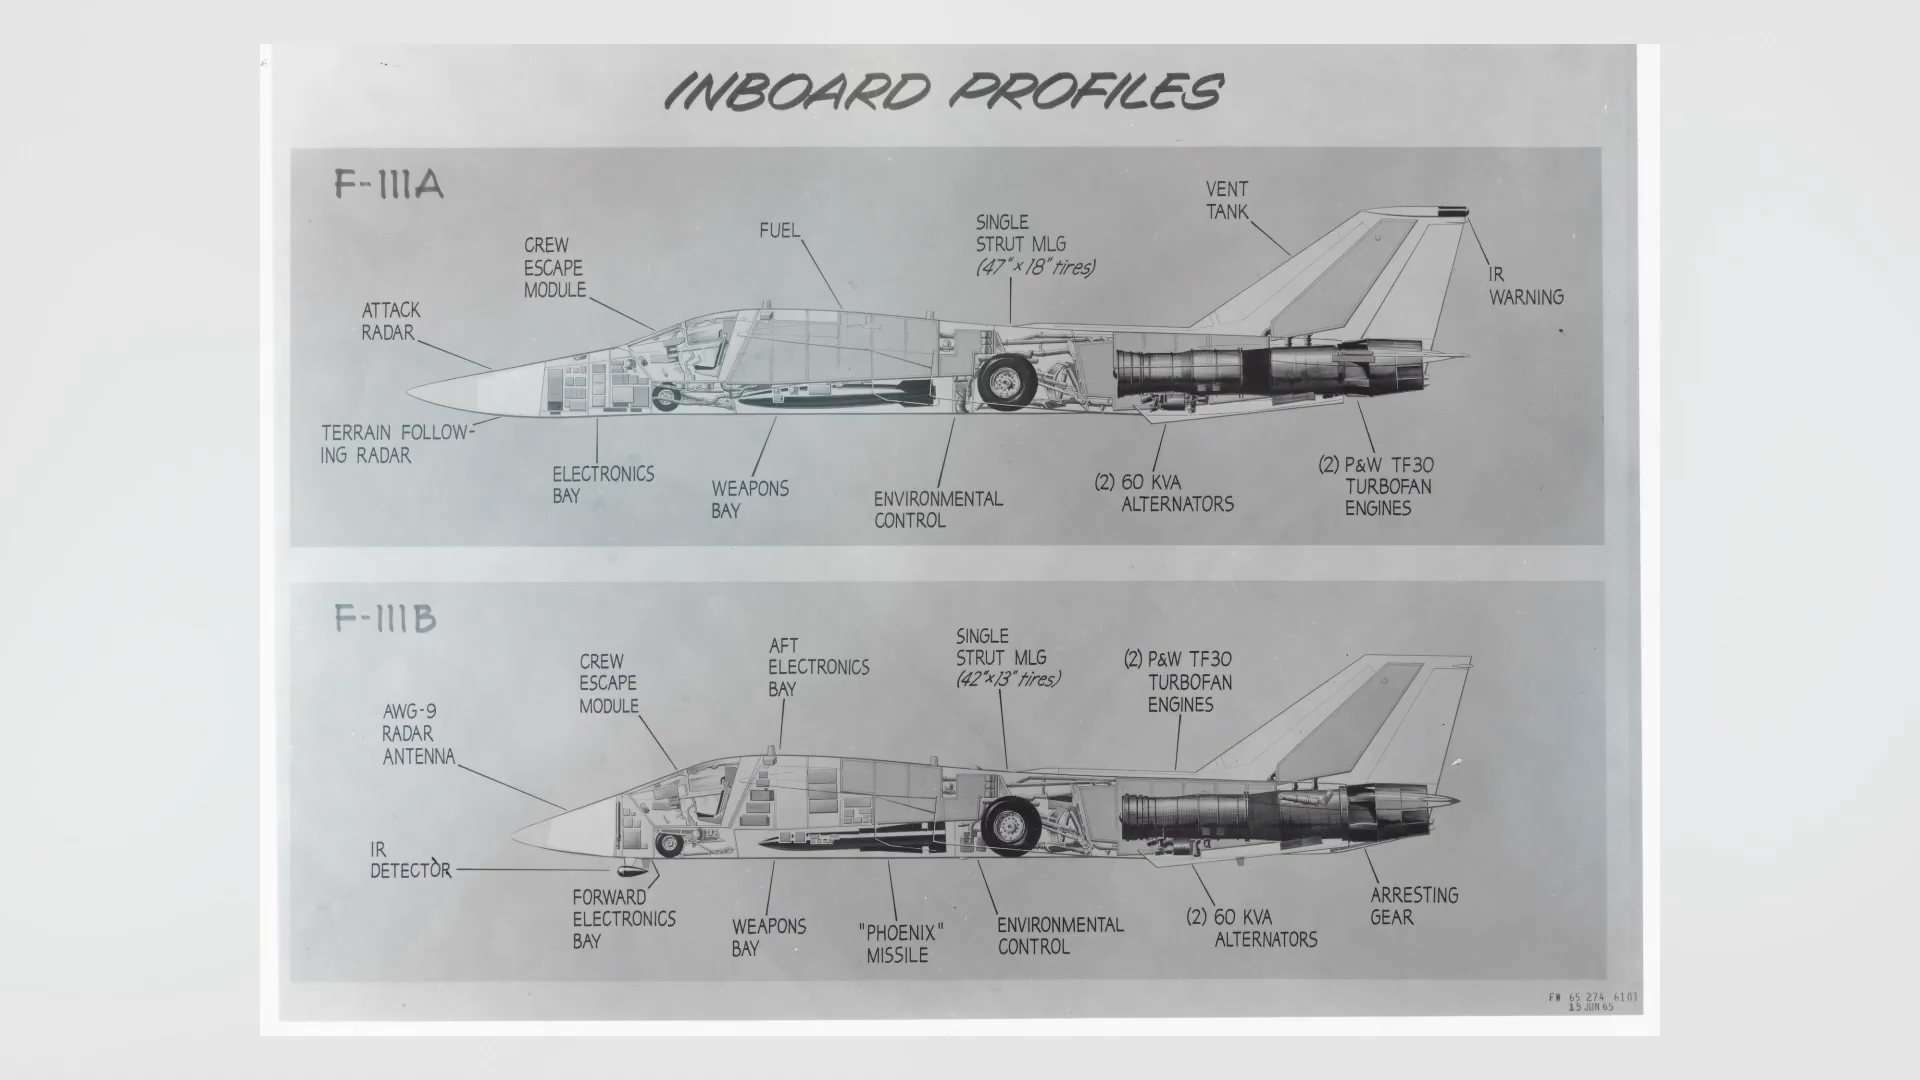 INBOARD PROFILES
F-111A
VENT
TANK
SINGLE
STRUT MLG
(47"x18" tires)
FUEL
CREW
ESCAPE
MODULE
IR
WARNING
ATTACK
RADAR
TERRAIN FOLLOW-
ING RADAR
ELECTRONICS
BAY
WEAPONS
BAY
ENVIRONMENTAL
CONTROL
(2) 60 KVA
ALTERNATORS
(2) P&W TF30
TURBOFAN
ENGINES
F-111B
SINGLE
STRUT MLG
(42"x13" tires)
AFT
ELECTRONICS
BAY
CREW
ESCAPE
MODULE
(2) P&W TF30
TURBOFAN
ENGINES
AWG-9
RADAR
ANTENNA
IR
DETECTOR
FORWARD
ELECTRONICS
BAY
WEAPONS
BAY
"PHOENIX"
MISSILE
ENVIRONMENTAL
CONTROL
(2) 60 KVA
ALTERNATORS
ARRESTING
GEAR
FW 65 274 6101
15 JUN 65